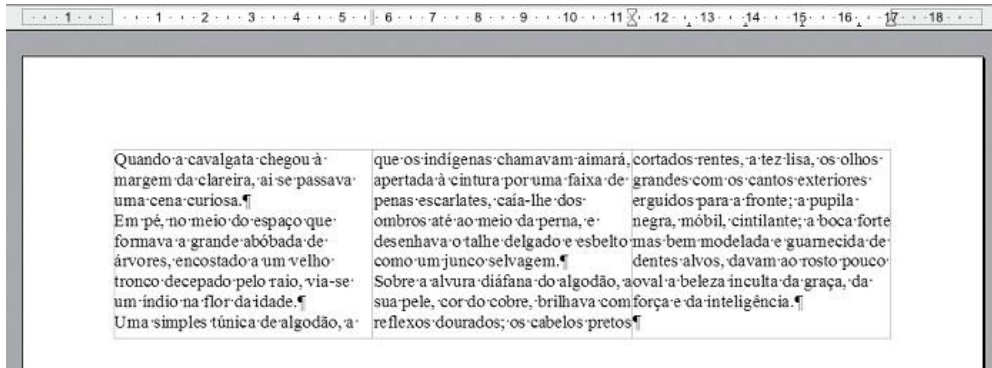 1 1 2 3 4 5 6 7 8 9 10 11 12 13 14 15 16 17 18
Quando a cavalgata chegou à
margem da clareira, ai se passava
uma cena curiosa.¶
Em pé, no meio do espaço que
formava a grande abóbada de
árvores, encostado a um velho
tronco decepado pelo raio, via-se
um índio na flor da idade.¶
Uma simples túnica de algodão, a
que os indígenas chamavam aimará,
apertada à cintura por uma faixa de
penas escarlates, caía-lhe dos
ombros até ao meio da perna, e
desenhava o talhe delgado e esbelto
como um junco selvagem.¶
Sobre a alvura diáfana do algodão, a
sua pele, cor do cobre, brilhava com
reflexos dourados; os cabelos pretos
cortados rentes, a tez lisa, os olhos
grandes com os cantos exteriores
erguidos para a fronte; a pupila
negra, móbil, cintilante; a boca forte
mas bem modelada e guarnecida de
dentes alvos, davam ao rosto pouco
oval a beleza inculta da graça, da
força e da inteligência.¶
¶